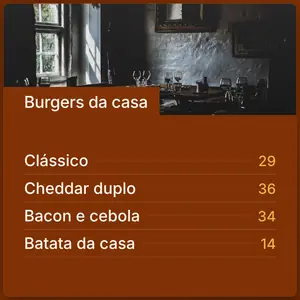 Burgers da casa
Clássico 29
Cheddar duplo 36
Bacon e cebola 34
Batata da casa 14